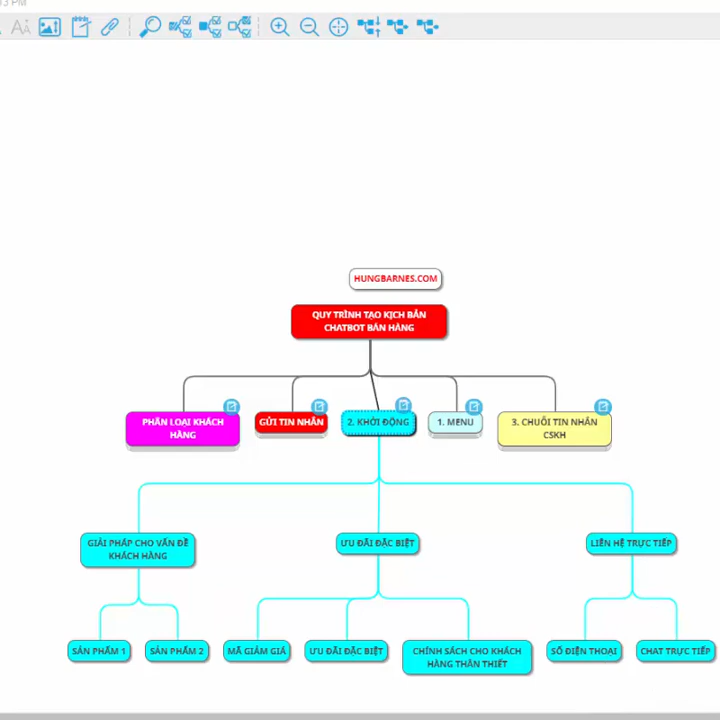 HUNGBARNES.COM
QUY TRÌNH TẠO KỊCH BẢN
CHATBOT BÁN HÀNG
PHÂN LOẠI KHÁCH
HÀNG
GỬI TIN NHẮN
2. KHỞI ĐỘNG
1. MENU
3. CHUỖI TIN NHẮN
CSKH
GIẢI PHÁP CHO VẤN ĐỀ
KHÁCH HÀNG
ƯU ĐÃI ĐẶC BIỆT
LIÊN HỆ TRỰC TIẾP
SẢN PHẨM 1
SẢN PHẨM 2
MÃ GIẢM GIÁ
ƯU ĐÃI ĐẶC BIỆT
CHÍNH SÁCH CHO KHÁCH
HÀNG THÂN THIẾT
SỐ ĐIỆN THOẠI
CHAT TRỰC TIẾP